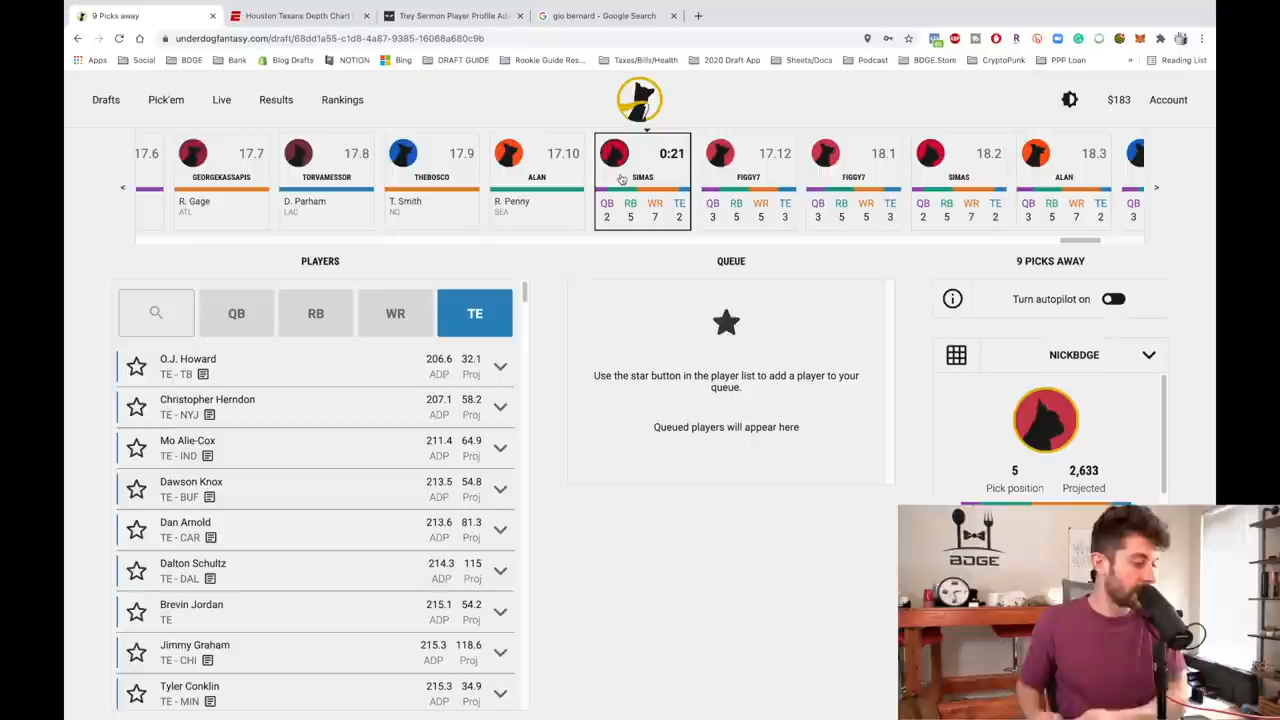 9 Picks away
Houston Texans Depth Chart
Trey Sermon Player Profile Adv
gio bernard - Google Search
underdogfantasy.com/draft/68dd1a55-c1d8-4a87-9385-16068a680c9b
Apps
Social
BDGE
Bank
Blog Drafts
NOTION
Bing
DRAFT GUIDE
Rookie Guide Res...
Taxes/Bills/Health
2020 Draft App
Sheets/Docs
Podcast
BDGE.Store
CryptoPunk
PPP Loan
»
Reading List
Drafts
Pick'em
Live
Results
Rankings
$183
Account
17.6
17.7
17.8
17.9
17.10
0:21
17.12
18.1
18.2
18.3
GEORGEKASSAPIS
TORVAMESSOR
THEBOSCO
ALAN
SIMAS
FIGGY7
FIGGY7
SIMAS
ALAN
R. Gage
ATL
D. Parham
LAC
T. Smith
NO
R. Penny
SEA
QB RB WR TE
2 5 7 2
QB RB WR TE
3 5 5 3
QB RB WR TE
3 5 5 3
QB RB WR TE
2 5 7 2
QB RB WR TE
3 5 6 2
QB
3
PLAYERS
QUEUE
9 PICKS AWAY
QB
RB
WR
TE
Turn autopilot on
NICKBDGE
5
Pick position
2,633
Projected
Use the star button in the player list to add a player to your
queue.
Queued players will appear here
O.J. Howard 206.6 32.1
TE - TB ADP Proj
Christopher Herndon 207.1 58.2
TE - NYJ ADP Proj
Mo Alie-Cox 211.4 64.9
TE - IND ADP Proj
Dawson Knox 213.5 54.8
TE - BUF ADP Proj
Dan Arnold 213.6 81.3
TE - CAR ADP Proj
Dalton Schultz 214.3 115
TE - DAL ADP Proj
Brevin Jordan 215.1 54.2
TE ADP Proj
Jimmy Graham 215.3 118.6
TE - CHI ADP Proj
Tyler Conklin 215.3 34.9
TE - MIN ADP Proj
BDGE